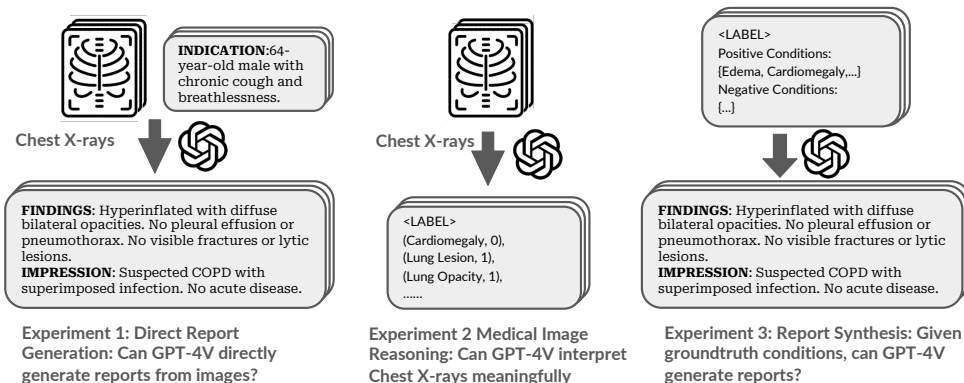 INDICATION:64-
year-old male with
chronic cough and
breathlessness.
Chest X-rays
FINDINGS: Hyperinflated with diffuse
bilateral opacities. No pleural effusion or
pneumothorax. No visible fractures or lytic
lesions.
IMPRESSION: Suspected COPD with
superimposed infection. No acute disease.
Experiment 1: Direct Report
Generation: Can GPT-4V directly
generate reports from images?
Chest X-rays
<LABEL>
(Cardiomegaly, 0),
(Lung Lesion, 1),
(Lung Opacity, 1),
......
Experiment 2 Medical Image
Reasoning: Can GPT-4V interpret
Chest X-rays meaningfully
<LABEL>
Positive Conditions:
{Edema, Cardiomegaly,...}
Negative Conditions:
{...}
FINDINGS: Hyperinflated with diffuse
bilateral opacities. No pleural effusion or
pneumothorax. No visible fractures or lytic
lesions.
IMPRESSION: Suspected COPD with
superimposed infection. No acute disease.
Experiment 3: Report Synthesis: Given
groundtruth conditions, can GPT-4V
generate reports?